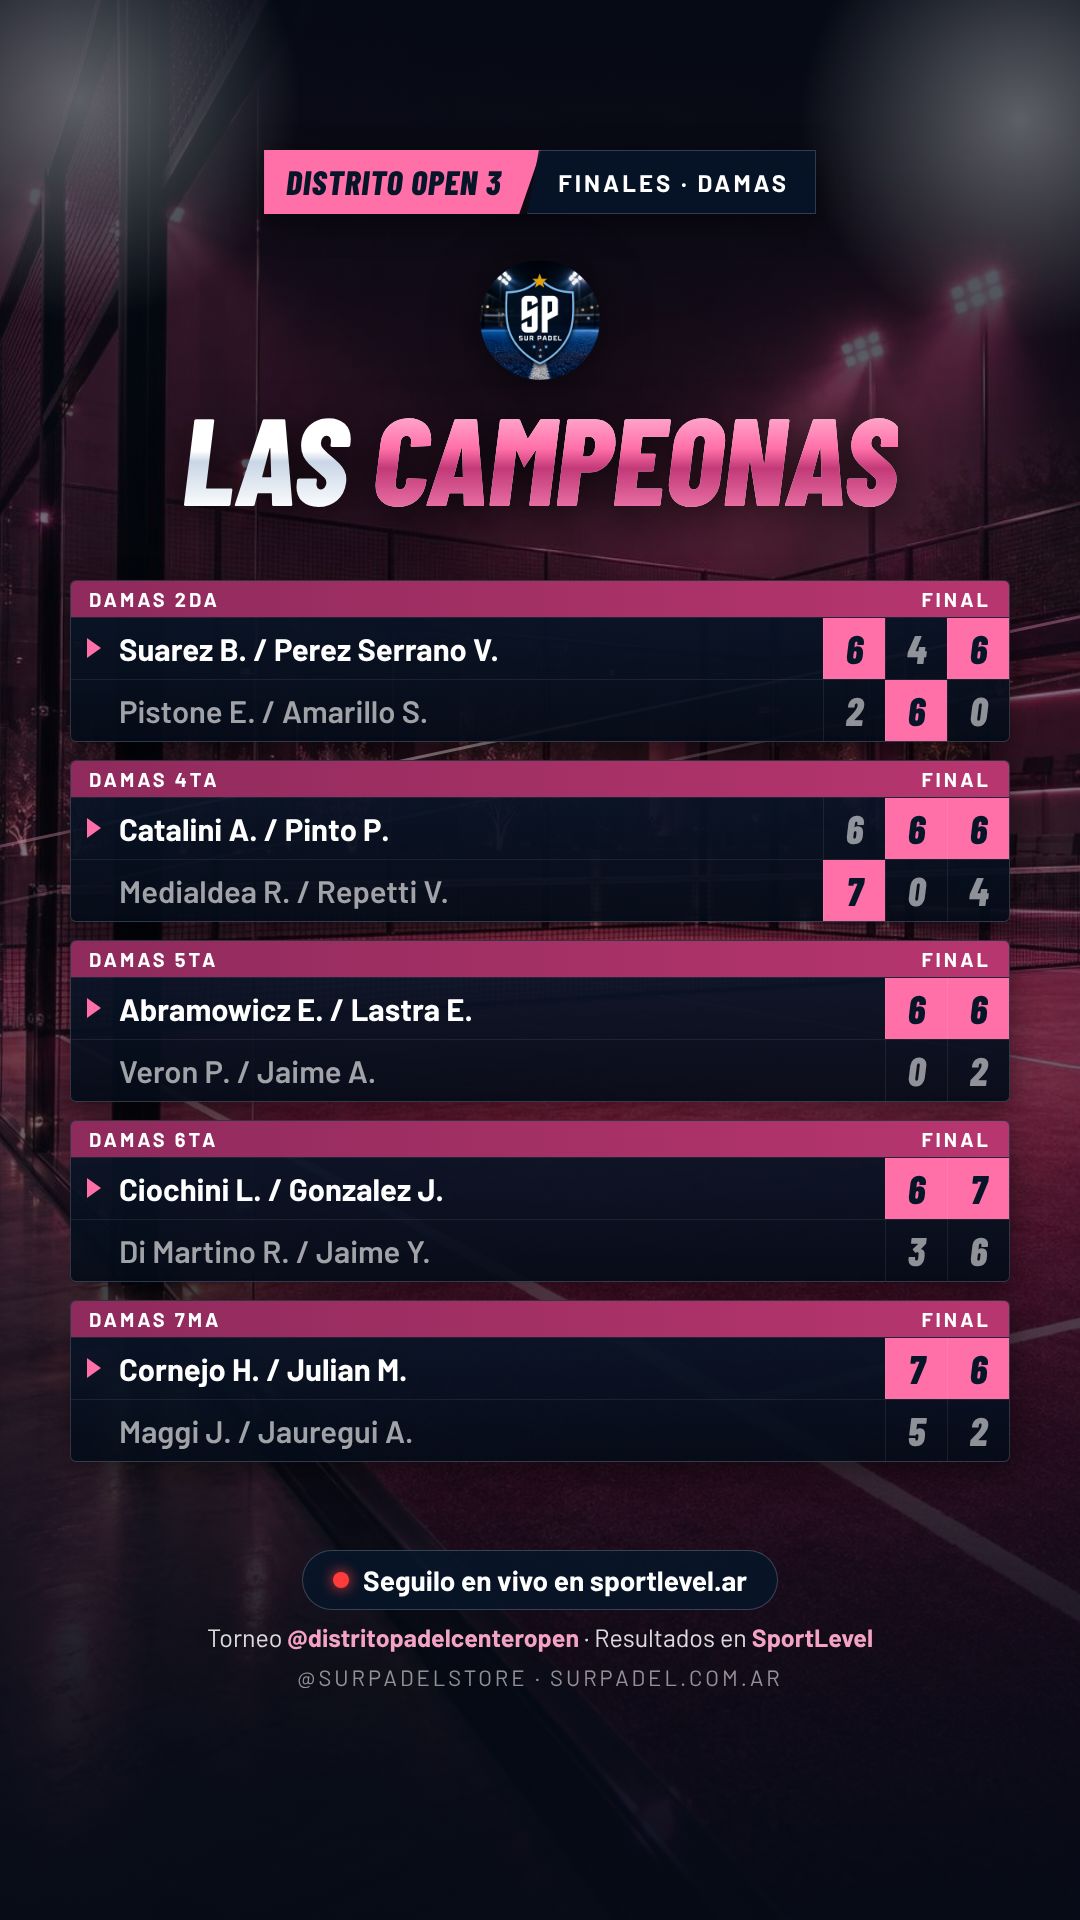 DISTRITO OPEN 3 FINALES · DAMAS
SP
SUR PADEL
LAS CAMPEONAS
DAMAS 2DA FINAL
Suarez B. / Perez Serrano V. 6 4 6
Pistone E. / Amarillo S. 2 6 0
DAMAS 4TA FINAL
Catalini A. / Pinto P. 6 6 6
Medialdea R. / Repetti V. 7 0 4
DAMAS 5TA FINAL
Abramowicz E. / Lastra E. 6 6
Veron P. / Jaime A. 0 2
DAMAS 6TA FINAL
Ciochini L. / Gonzalez J. 6 7
Di Martino R. / Jaime Y. 3 6
DAMAS 7MA FINAL
Cornejo H. / Julian M. 7 6
Maggi J. / Jauregui A. 5 2
Seguilo en vivo en sportlevel.ar
Torneo @distritopadelcenteropen · Resultados en SportLevel
@SURPADELSTORE · SURPADEL.COM.AR